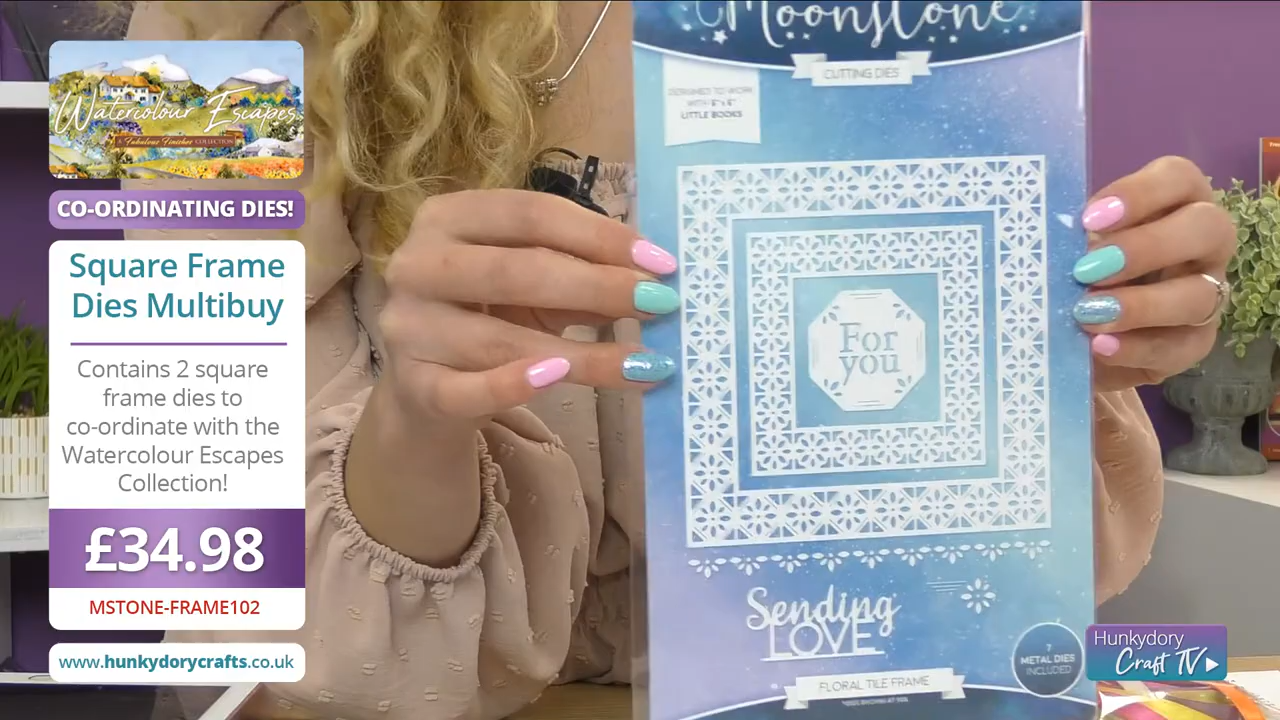 Watercolour Escapes
A Fabulous Finisher COLLECTION
CO-ORDINATING DIES!
Square Frame
Dies Multibuy
Contains 2 square
frame dies to
co-ordinate with the
Watercolour Escapes
Collection!
£34.98
MSTONE-FRAME102
www.hunkydorycrafts.co.uk
Moonstone
CUTTING DIES
DESIGNED TO WORK
WITH 6" x 6"
LITTLE BOOKS
For
you
Sending
LOVE
7
METAL DIES
INCLUDED
FLORAL TILE FRAME
Hunkydory
Craft TV